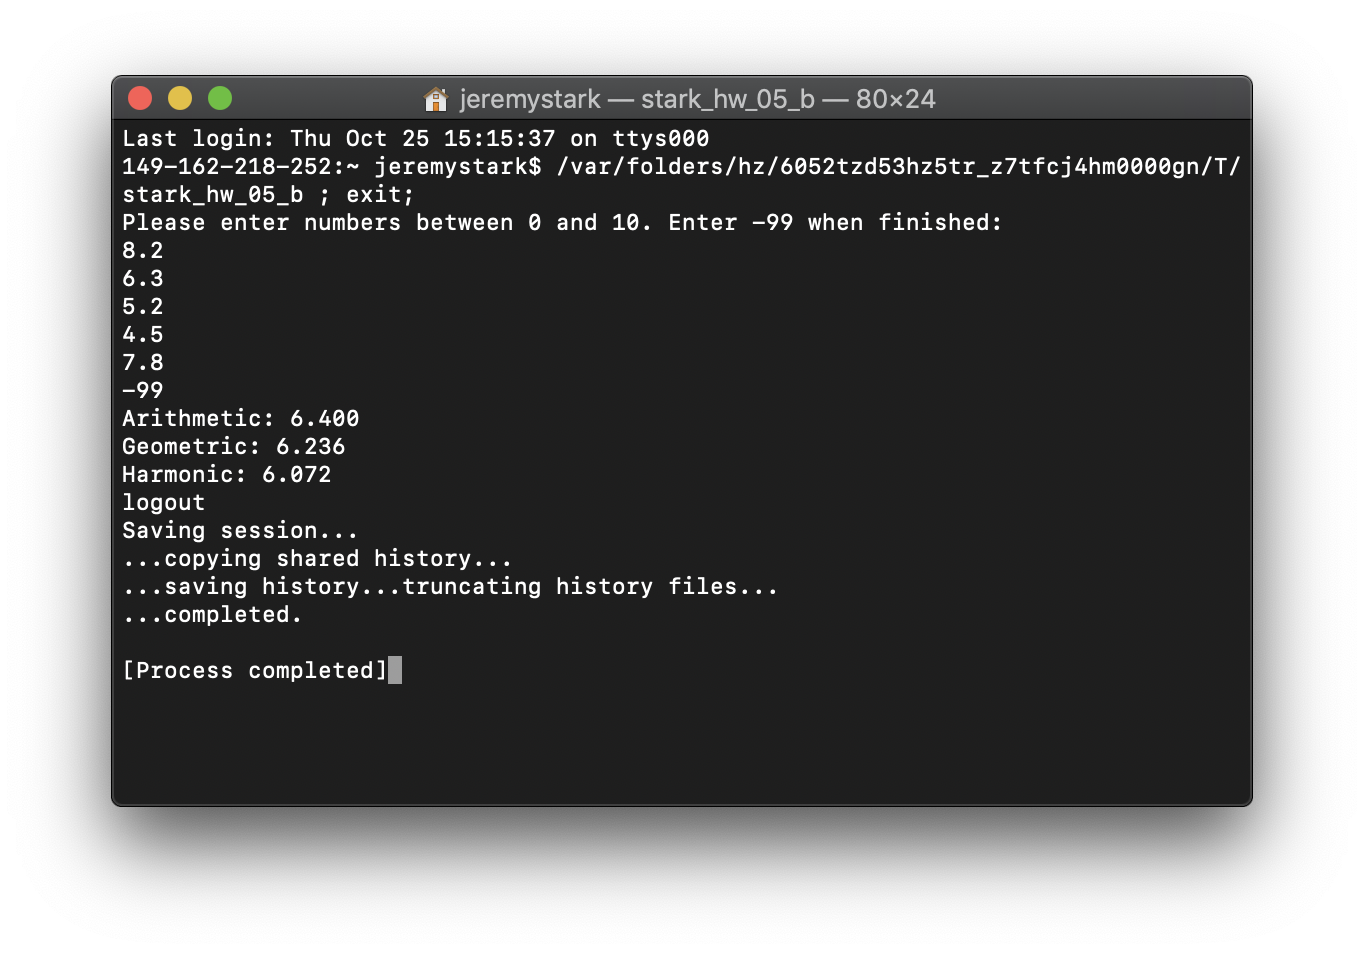 jeremystark — stark_hw_05_b — 80×24
Last login: Thu Oct 25 15:15:37 on ttys000
149-162-218-252:~ jeremystark$ /var/folders/hz/6052tzd53hz5tr_z7tfcj4hm0000gn/T/
stark_hw_05_b ; exit;
Please enter numbers between 0 and 10. Enter -99 when finished:
8.2
6.3
5.2
4.5
7.8
-99
Arithmetic: 6.400
Geometric: 6.236
Harmonic: 6.072
logout
Saving session...
...copying shared history...
...saving history...truncating history files...
...completed.
[Process completed]